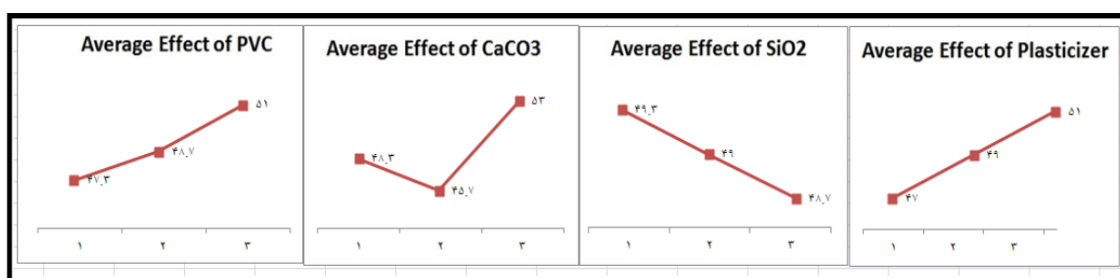 Average Effect of PVC
۵۱
۴۸٫۷
۴۷٫۳
۱ ۲ ۳
Average Effect of CaCO3
۵۳
۴۸٫۳
۴۵٫۷
۱ ۲ ۳
Average Effect of SiO2
۴۹٫۳
۴۹
۴۸٫۷
۱ ۲ ۳
Average Effect of Plasticizer
۵۱
۴۹
۴۷
۱ ۲ ۳